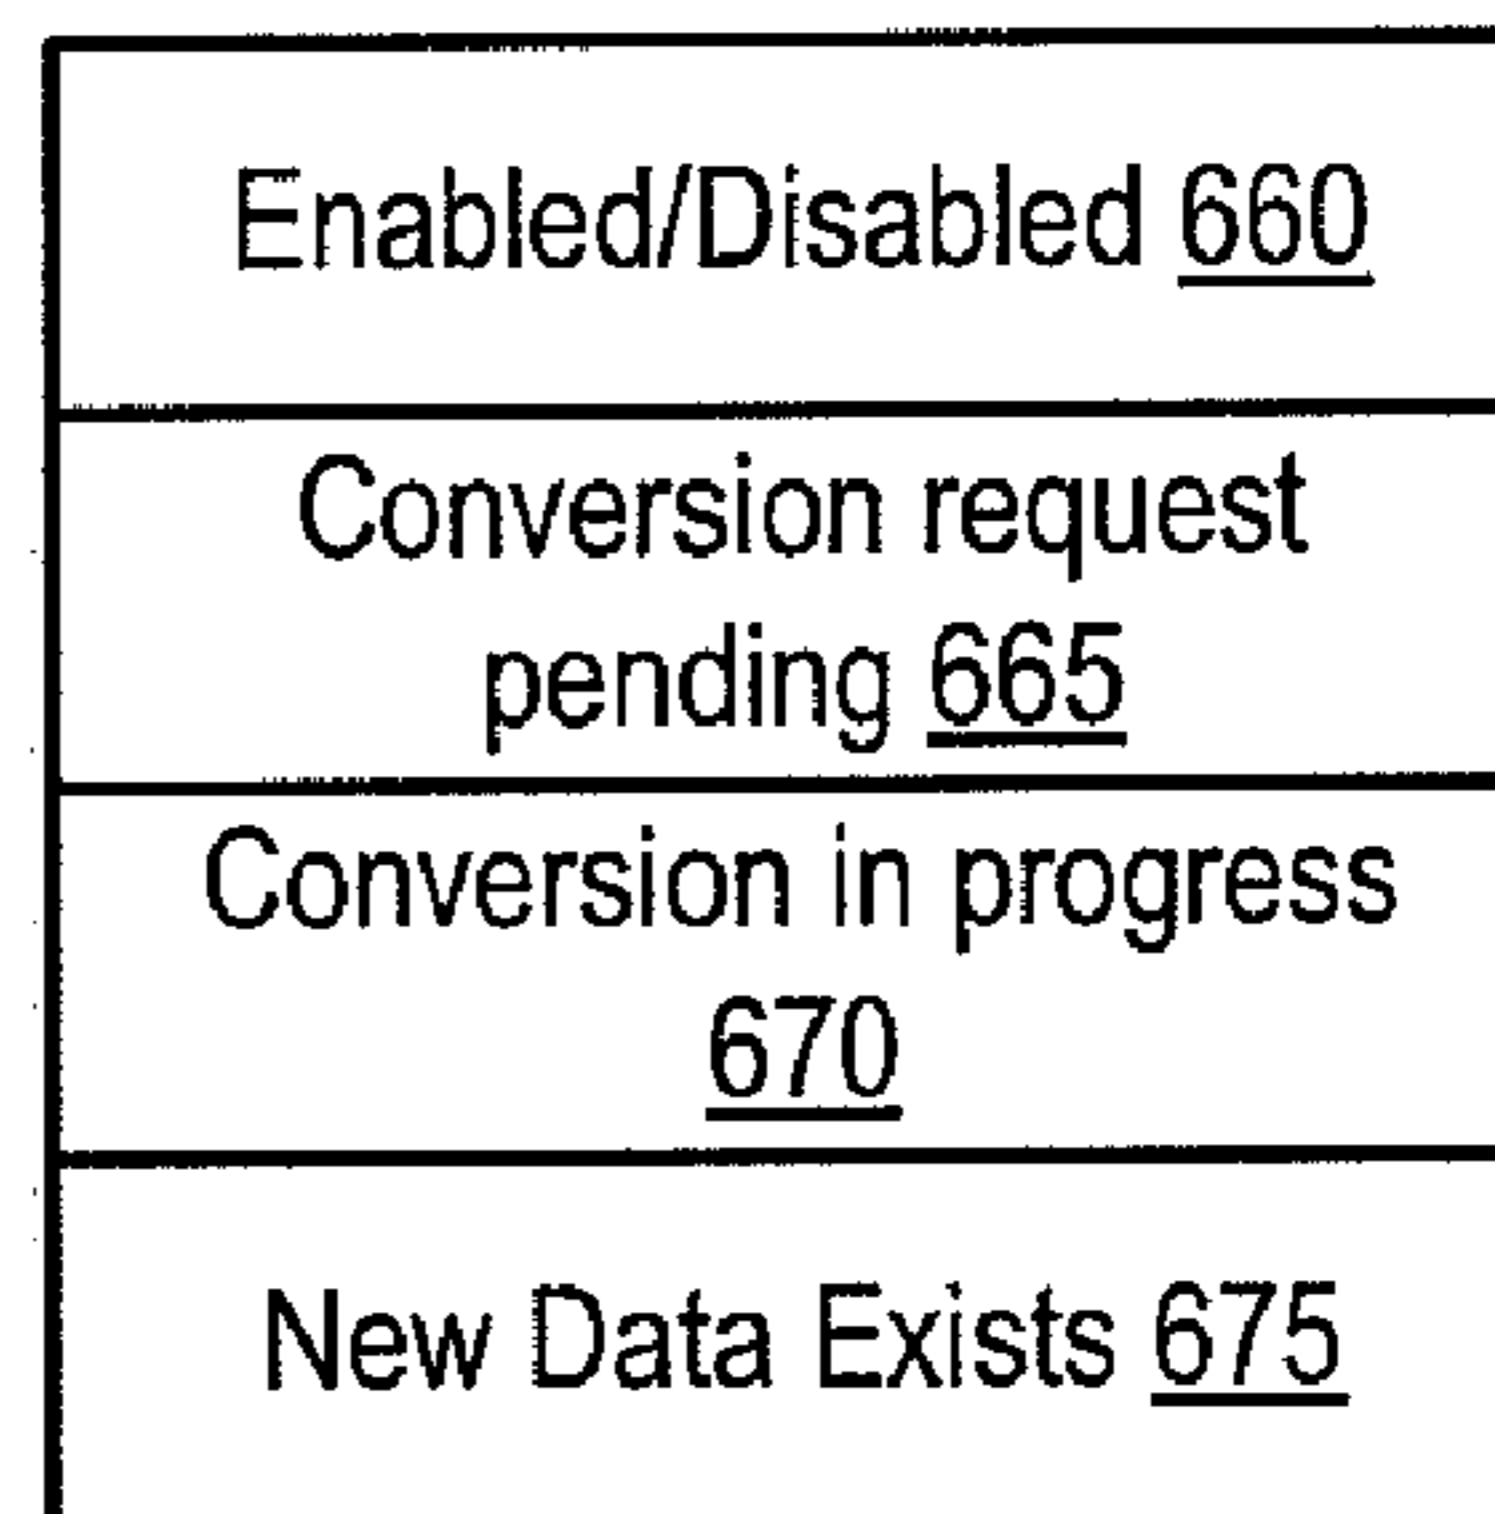 Enabled/Disabled 660
Conversion request
pending 665
Conversion in progress
670
New Data Exists 675